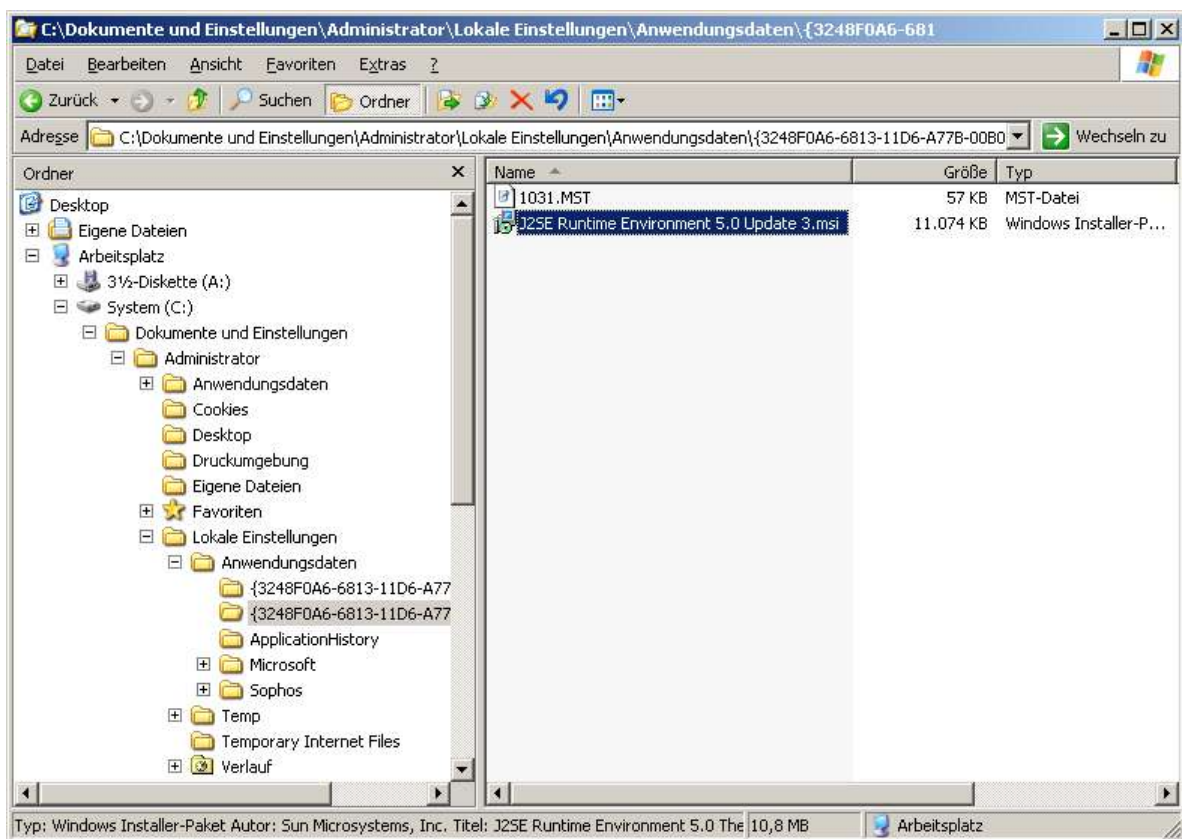 C:\Dokumente und Einstellungen\Administrator\Lokale Einstellungen\Anwendungsdaten\{3248F0A6-681
Datei Bearbeiten Ansicht Favoriten Extras ?
Zurück Suchen Ordner
Adresse C:\Dokumente und Einstellungen\Administrator\Lokale Einstellungen\Anwendungsdaten\{3248F0A6-6813-11D6-A77B-00B0 Wechseln zu
Ordner
Desktop
Eigene Dateien
Arbeitsplatz
3½-Diskette (A:)
System (C:)
Dokumente und Einstellungen
Administrator
Anwendungsdaten
Cookies
Desktop
Druckumgebung
Eigene Dateien
Favoriten
Lokale Einstellungen
Anwendungsdaten
{3248F0A6-6813-11D6-A77
{3248F0A6-6813-11D6-A77
ApplicationHistory
Microsoft
Sophos
Temp
Temporary Internet Files
Verlauf
Name Größe Typ
1031.MST 57 KB MST-Datei
J2SE Runtime Environment 5.0 Update 3.msi 11.074 KB Windows Installer-P...
Typ: Windows Installer-Paket Autor: Sun Microsystems, Inc. Titel: J2SE Runtime Environment 5.0 The 10,8 MB Arbeitsplatz